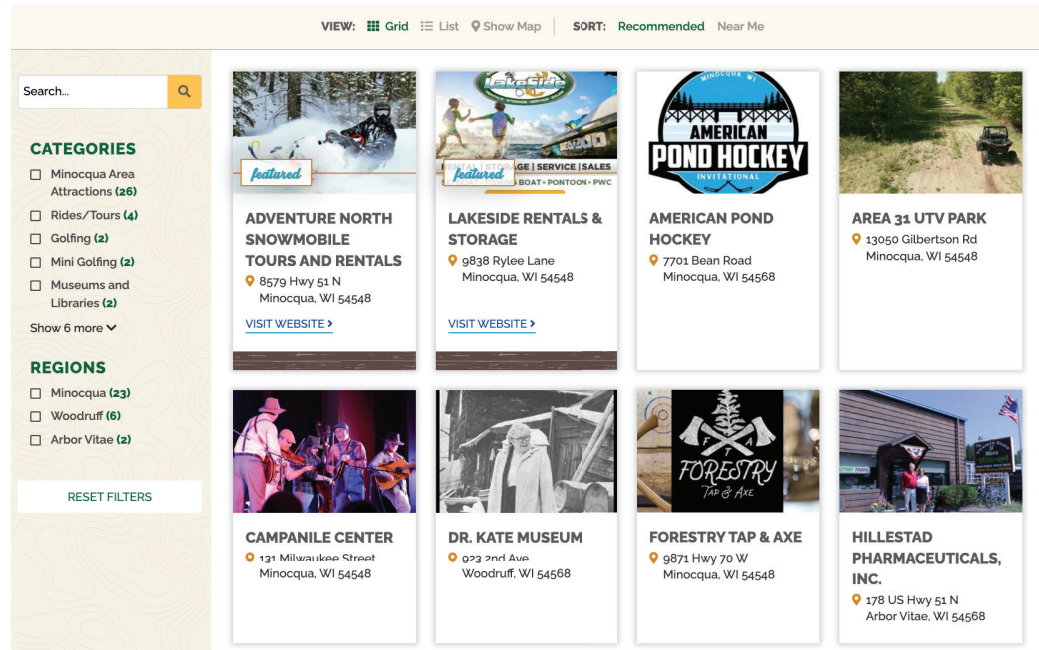 VIEW: Grid List Show Map SORT: Recommended Near Me
Search...
CATEGORIES
Minocqua Area
Attractions (26)
Rides/Tours (4)
Golfing (2)
Mini Golfing (2)
Museums and
Libraries (2)
Show 6 more
REGIONS
Minocqua (23)
Woodruff (6)
Arbor Vitae (2)
RESET FILTERS
featured
ADVENTURE NORTH
SNOWMOBILE
TOURS AND RENTALS
8579 Hwy 51 N
Minocqua, WI 54548
VISIT WEBSITE
LakeSide
STORAGE - SERVICE
SEADOO
RENTAL | STORAGE | SERVICE | SALES
BOAT • PONTOON • PWC
featured
LAKESIDE RENTALS &
STORAGE
9838 Rylee Lane
Minocqua, WI 54548
VISIT WEBSITE
MINOCQUA WI
AMERICAN
POND HOCKEY
INVITATIONAL
AMERICAN POND
HOCKEY
7701 Bean Road
Minocqua, WI 54568
AREA 31 UTV PARK
13050 Gilbertson Rd
Minocqua, WI 54548
CAMPANILE CENTER
131 Milwaukee Street
Minocqua, WI 54548
DR. KATE MUSEUM
923 2nd Ave
Woodruff, WI 54568
F A
T
FORESTRY
TAP & AXE
FORESTRY TAP & AXE
9871 Hwy 70 W
Minocqua, WI 54548
HILLESTAD
PHARMACEUTICALS,
INC.
178 US Hwy 51 N
Arbor Vitae, WI 54568